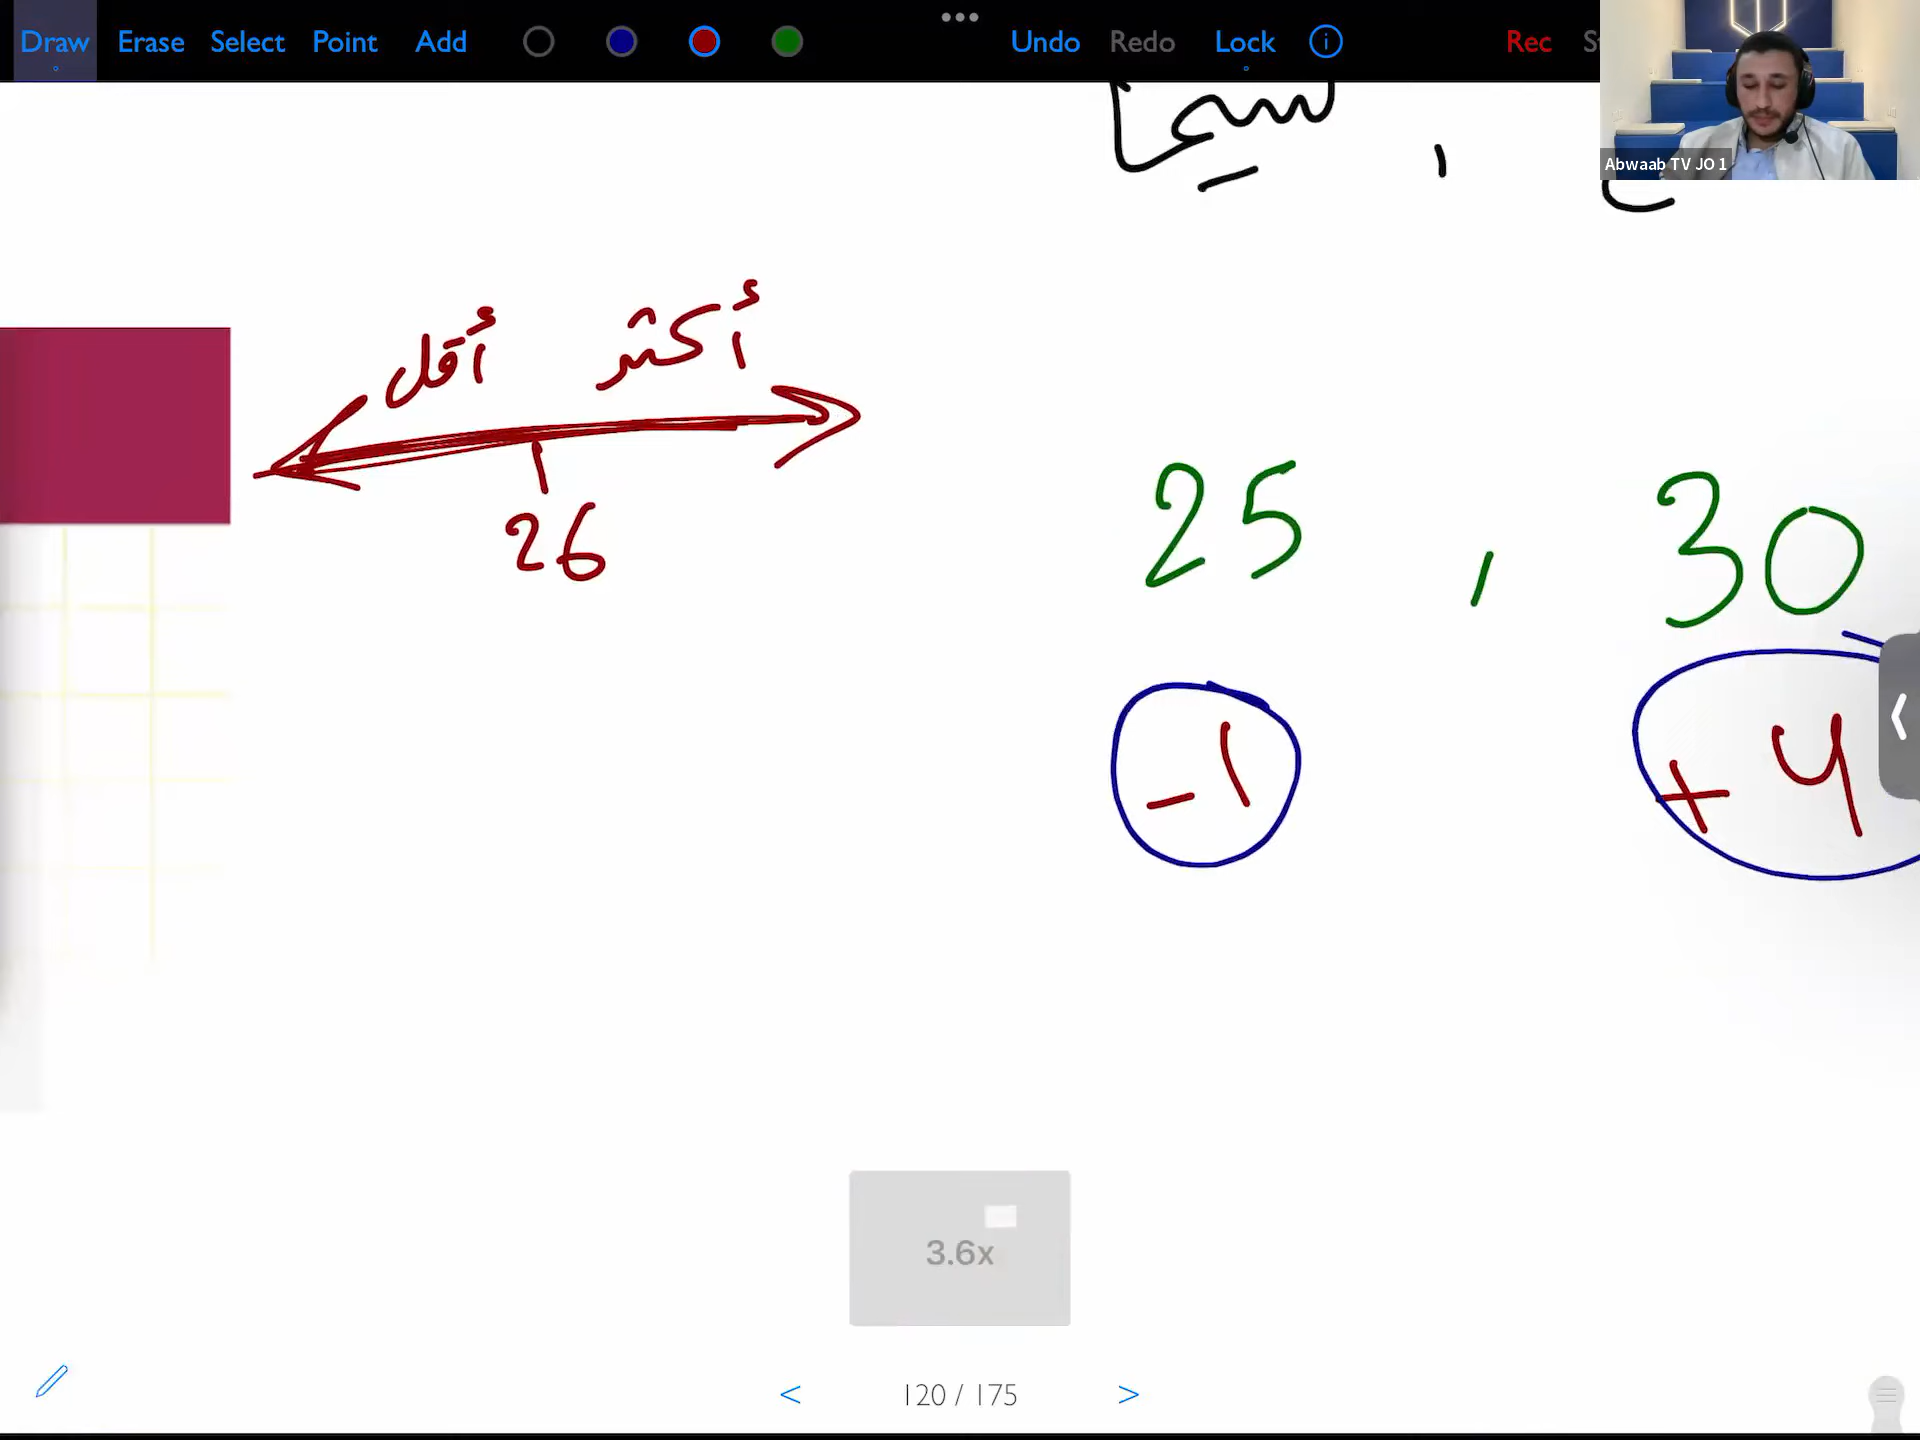 Draw Erase Select Point Add Undo Redo Lock Rec
Abwaab TV JO 1
أقل أكثر
26
25 , 30
-1 +4
3.6x
< 120 / 175 >